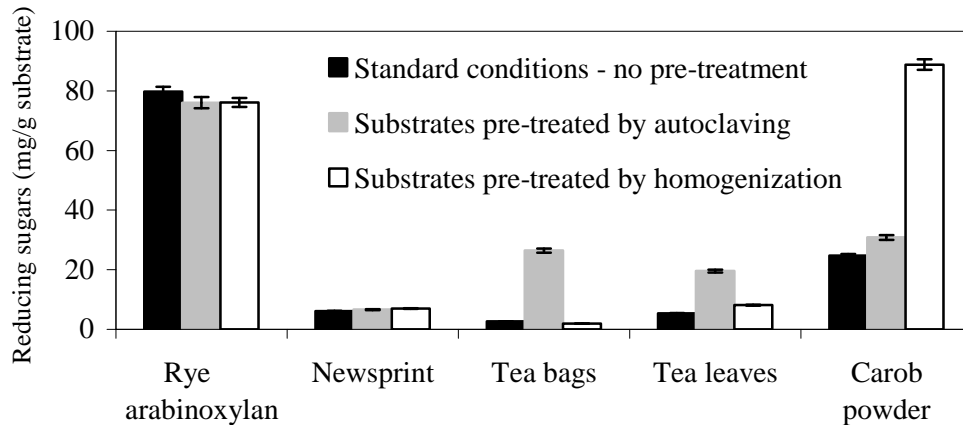 Reducing sugars (mg/g substrate)
100
80
60
40
20
0
Standard conditions - no pre-treatment
Substrates pre-treated by autoclaving
Substrates pre-treated by homogenization
Rye arabinoxylan
Newsprint
Tea bags
Tea leaves
Carob powder